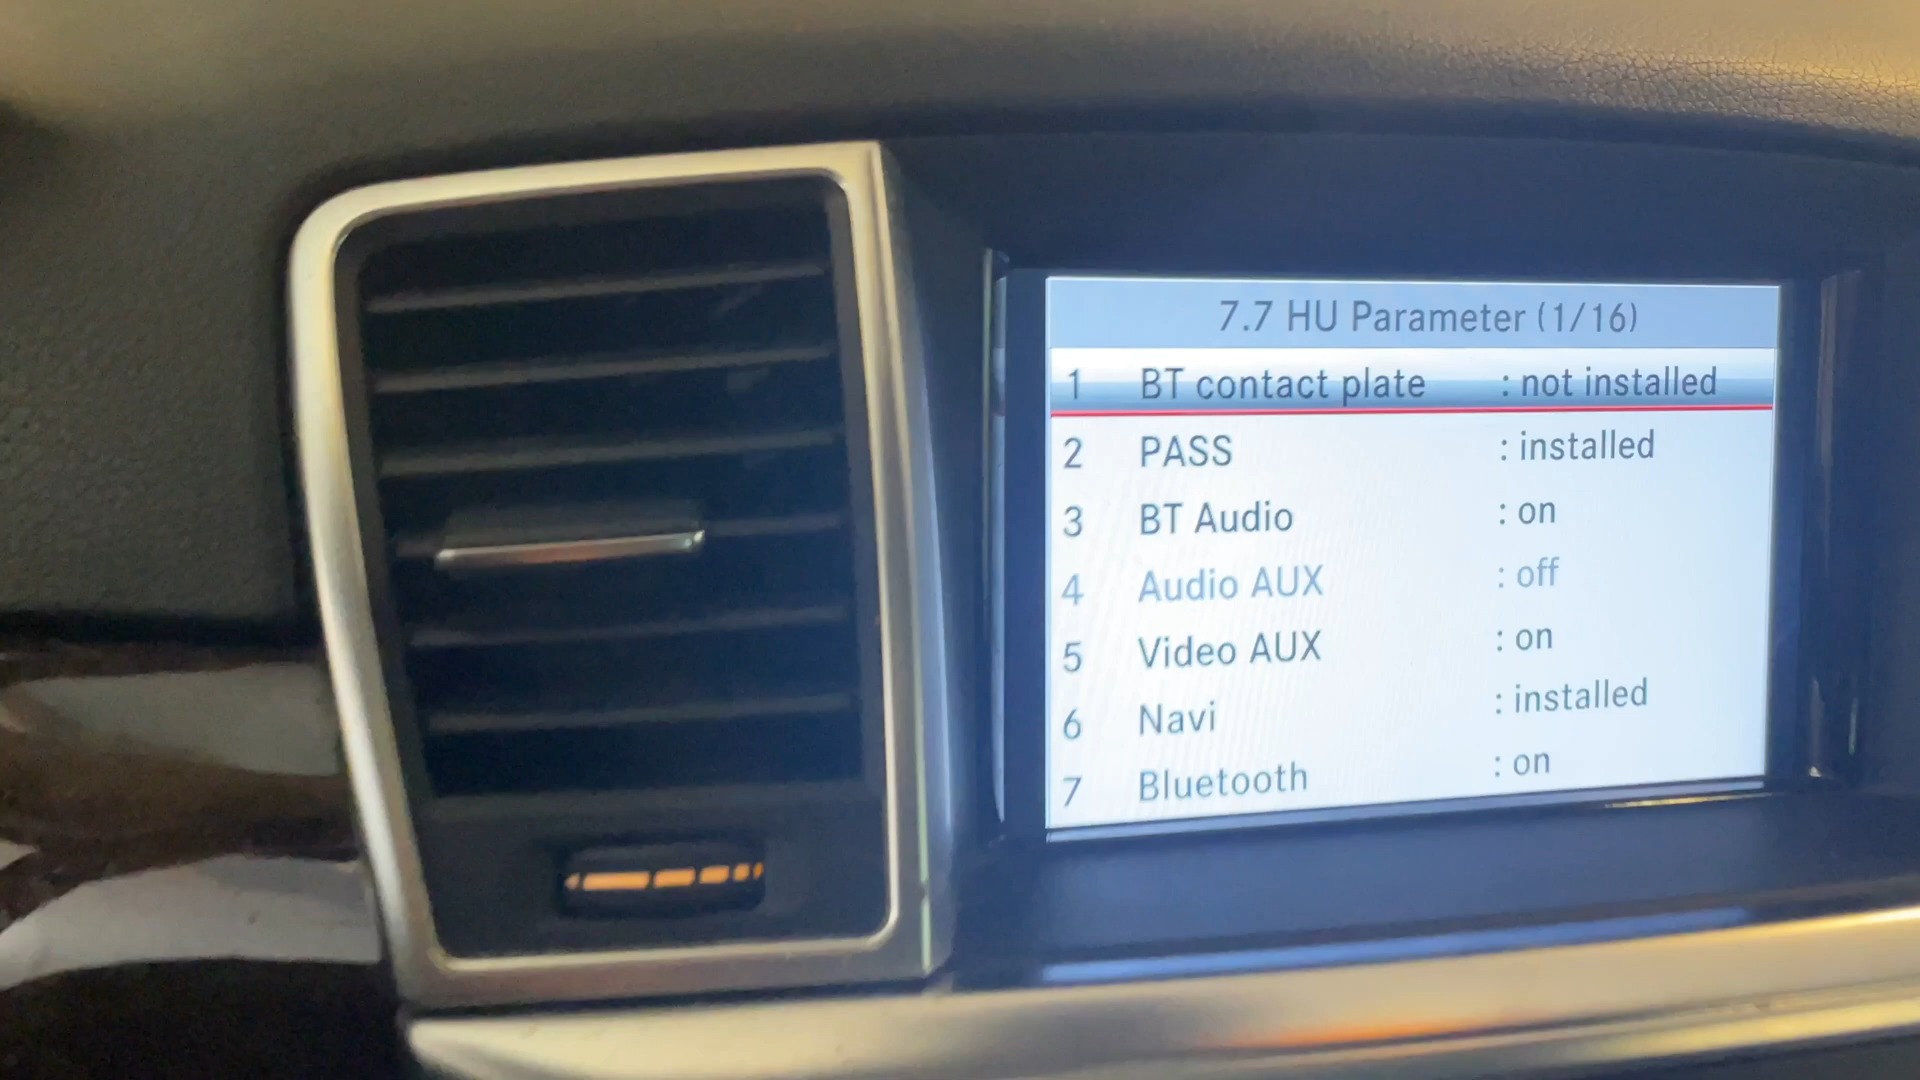 7.7 HU Parameter (1/16)
1 BT contact plate : not installed
2 PASS : installed
3 BT Audio : on
4 Audio AUX : off
5 Video AUX : on
6 Navi : installed
7 Bluetooth : on